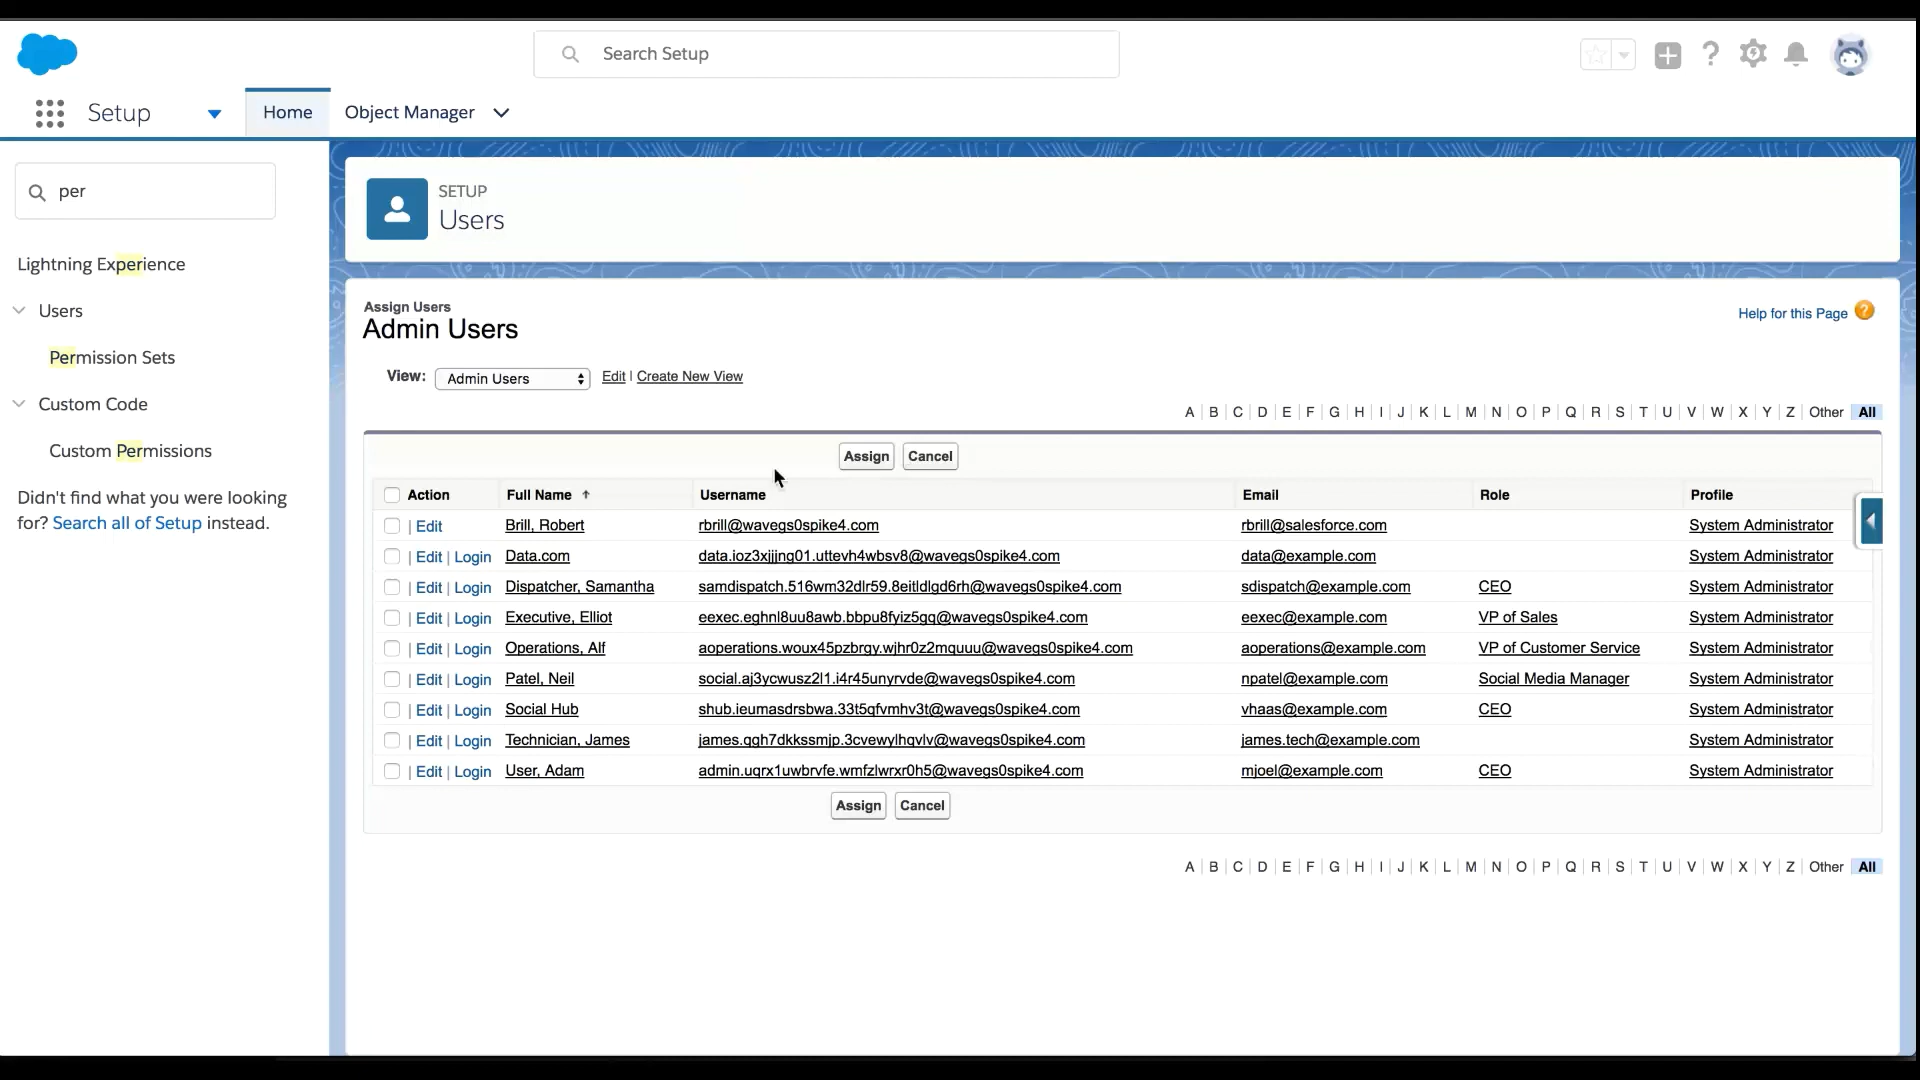 Search Setup
Setup
Home
Object Manager
per
Lightning Experience
Users
Permission Sets
Custom Code
Custom Permissions
Didn't find what you were looking
for? Search all of Setup instead.
SETUP
Users
Assign Users
Admin Users
Help for this Page
View: Admin Users Edit | Create New View
A | B | C | D | E | F | G | H | I | J | K | L | M | N | O | P | Q | R | S | T | U | V | W | X | Y | Z | Other | All
Assign Cancel
Action Full Name Username Email Role Profile
| Edit Brill, Robert rbrill@wavegs0spike4.com rbrill@salesforce.com System Administrator
| Edit | Login Data.com data.ioz3xjjjng01.uttevh4wbsv8@wavegs0spike4.com data@example.com System Administrator
| Edit | Login Dispatcher, Samantha samdispatch.516wm32dlr59.8eitldlgd6rh@wavegs0spike4.com sdispatch@example.com CEO System Administrator
| Edit | Login Executive, Elliot eexec.eghnl8uu8awb.bbpu8fyiz5gq@wavegs0spike4.com eexec@example.com VP of Sales System Administrator
| Edit | Login Operations, Alf aoperations.woux45pzbrgy.wjhr0z2mquuu@wavegs0spike4.com aoperations@example.com VP of Customer Service System Administrator
| Edit | Login Patel, Neil social.aj3ycwusz2l1.i4r45unyrvde@wavegs0spike4.com npatel@example.com Social Media Manager System Administrator
| Edit | Login Social Hub shub.ieumasdrsbwa.33t5qfvmhv3t@wavegs0spike4.com vhaas@example.com CEO System Administrator
| Edit | Login Technician, James james.qgh7dkkssmjp.3cvewylhqvlv@wavegs0spike4.com james.tech@example.com System Administrator
| Edit | Login User, Adam admin.uqrx1uwbrvfe.wmfzlwrxr0h5@wavegs0spike4.com mjoel@example.com CEO System Administrator
Assign Cancel
A | B | C | D | E | F | G | H | I | J | K | L | M | N | O | P | Q | R | S | T | U | V | W | X | Y | Z | Other | All